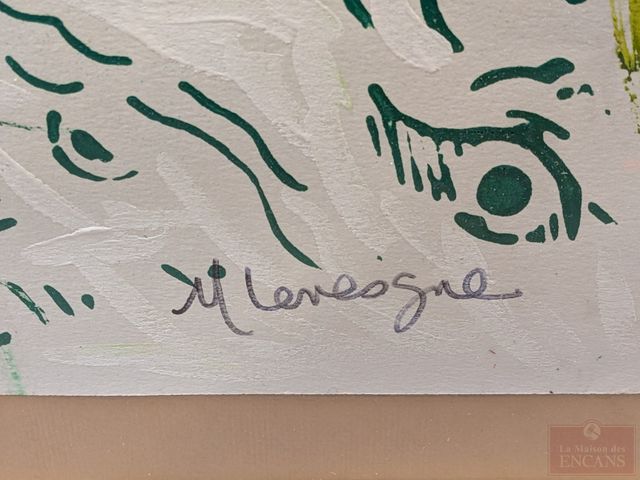 M Levesque
La Maison des
ENCANS